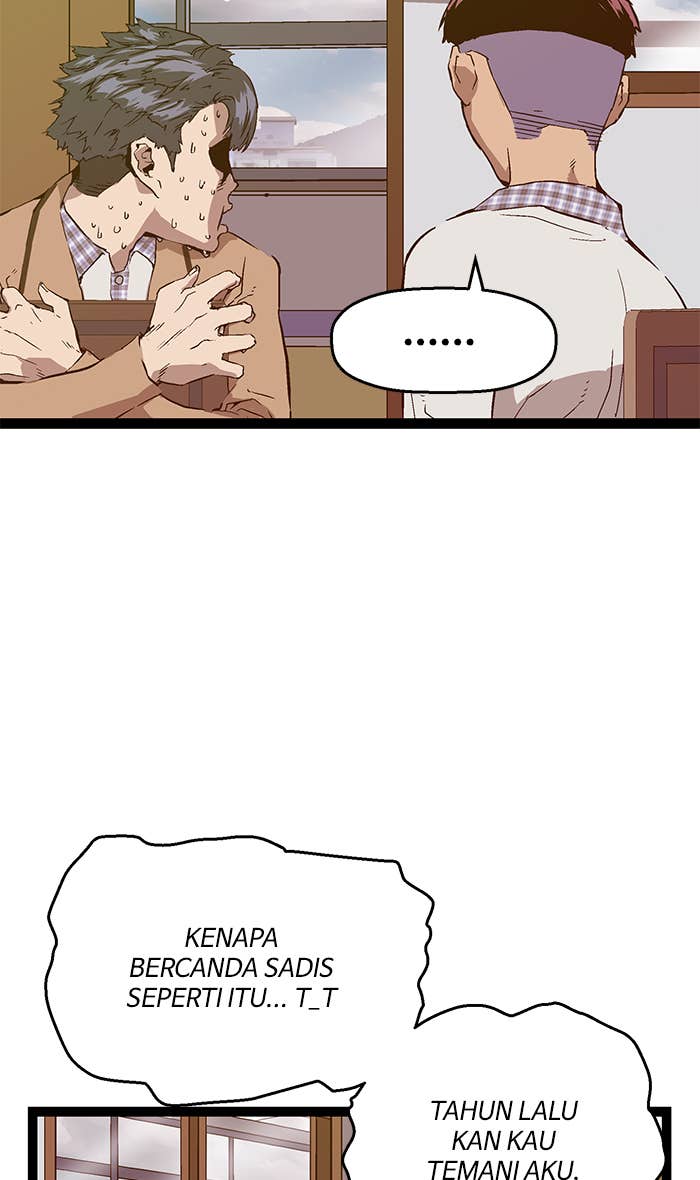 ......
KENAPA
BERCANDA SADIS
SEPERTI ITU... T_T
TAHUN LALU
KAN KAU
TEMANI AKU.